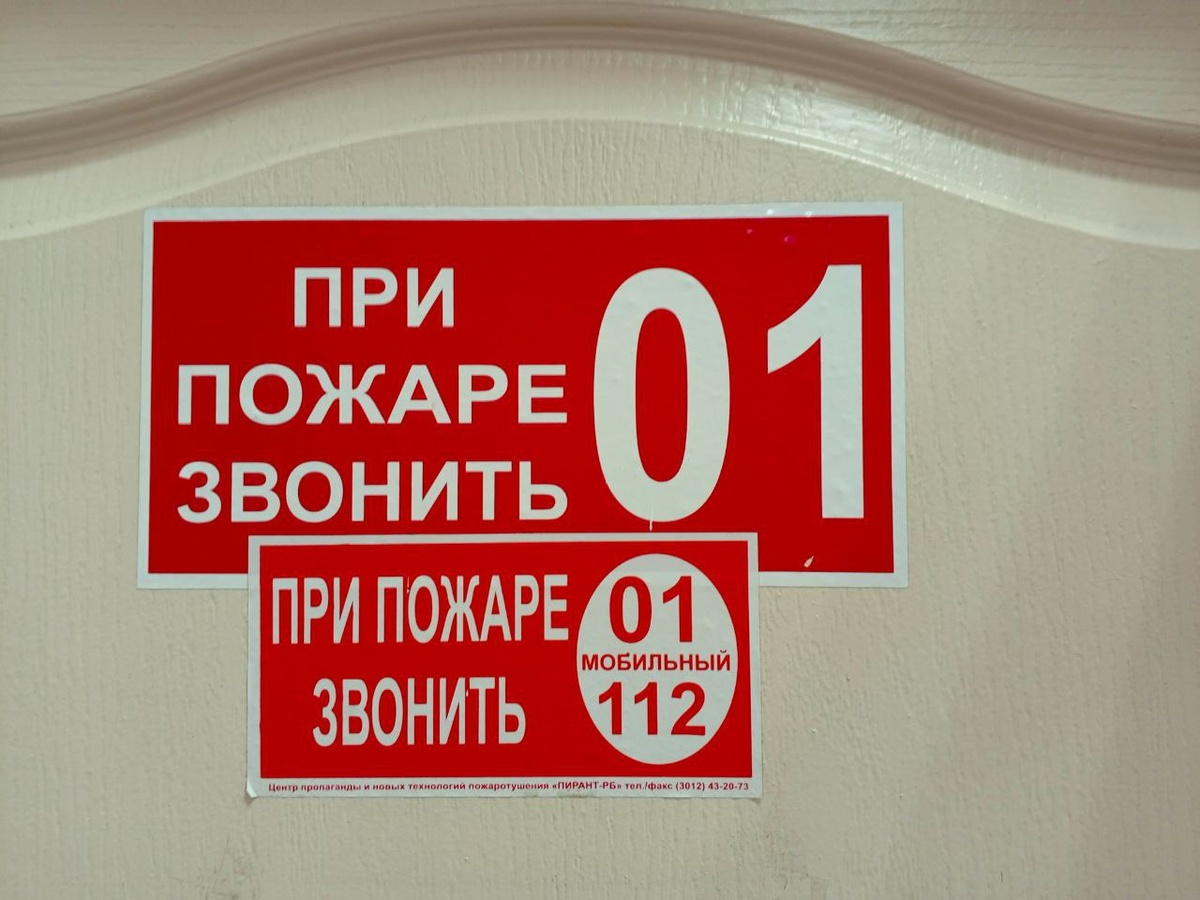 ПРИ
ПОЖАРЕ
ЗВОНИТЬ
01
ПРИ ПОЖАРЕ
ЗВОНИТЬ
01
МОБИЛЬНЫЙ
112
Центр пропаганды и новых технологий пожаротушения «ПИРАНТ-РБ» тел./факс (3012) 43-20-73